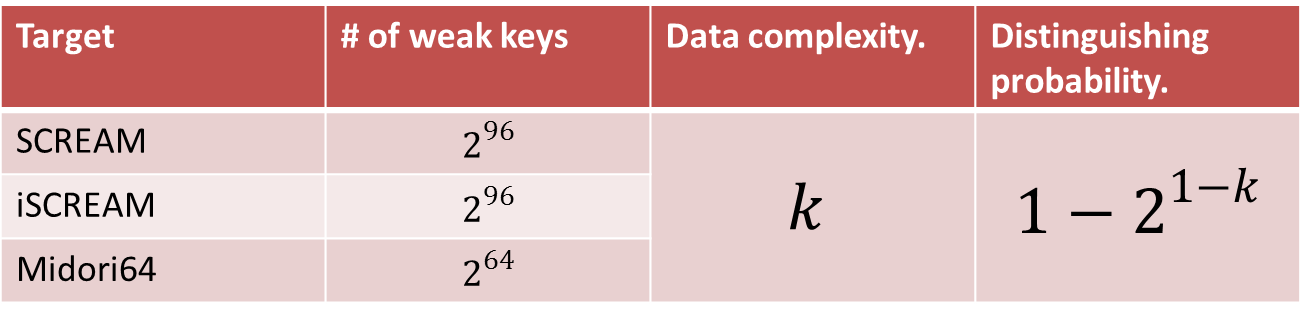 Target
# of weak keys
Data complexity.
Distinguishing
probability.
SCREAM
2^96
iSCREAM
2^96
Midori64
2^64
k
1 − 2^{1−k}